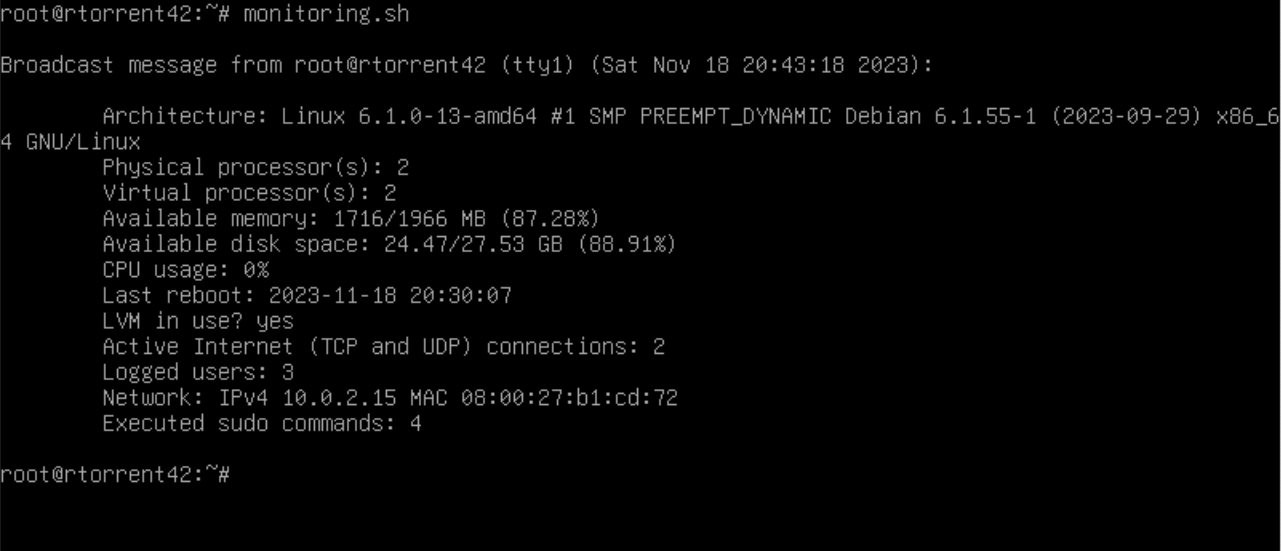 root@rtorrent42:~# monitoring.sh
Broadcast message from root@rtorrent42 (tty1) (Sat Nov 18 20:43:18 2023):
Architecture: Linux 6.1.0-13-amd64 #1 SMP PREEMPT_DYNAMIC Debian 6.1.55-1 (2023-09-29) x86_6
4 GNU/Linux
Physical processor(s): 2
Virtual processor(s): 2
Available memory: 1716/1966 MB (87.28%)
Available disk space: 24.47/27.53 GB (88.91%)
CPU usage: 0%
Last reboot: 2023-11-18 20:30:07
LVM in use? yes
Active Internet (TCP and UDP) connections: 2
Logged users: 3
Network: IPv4 10.0.2.15 MAC 08:00:27:b1:cd:72
Executed sudo commands: 4
root@rtorrent42:~#